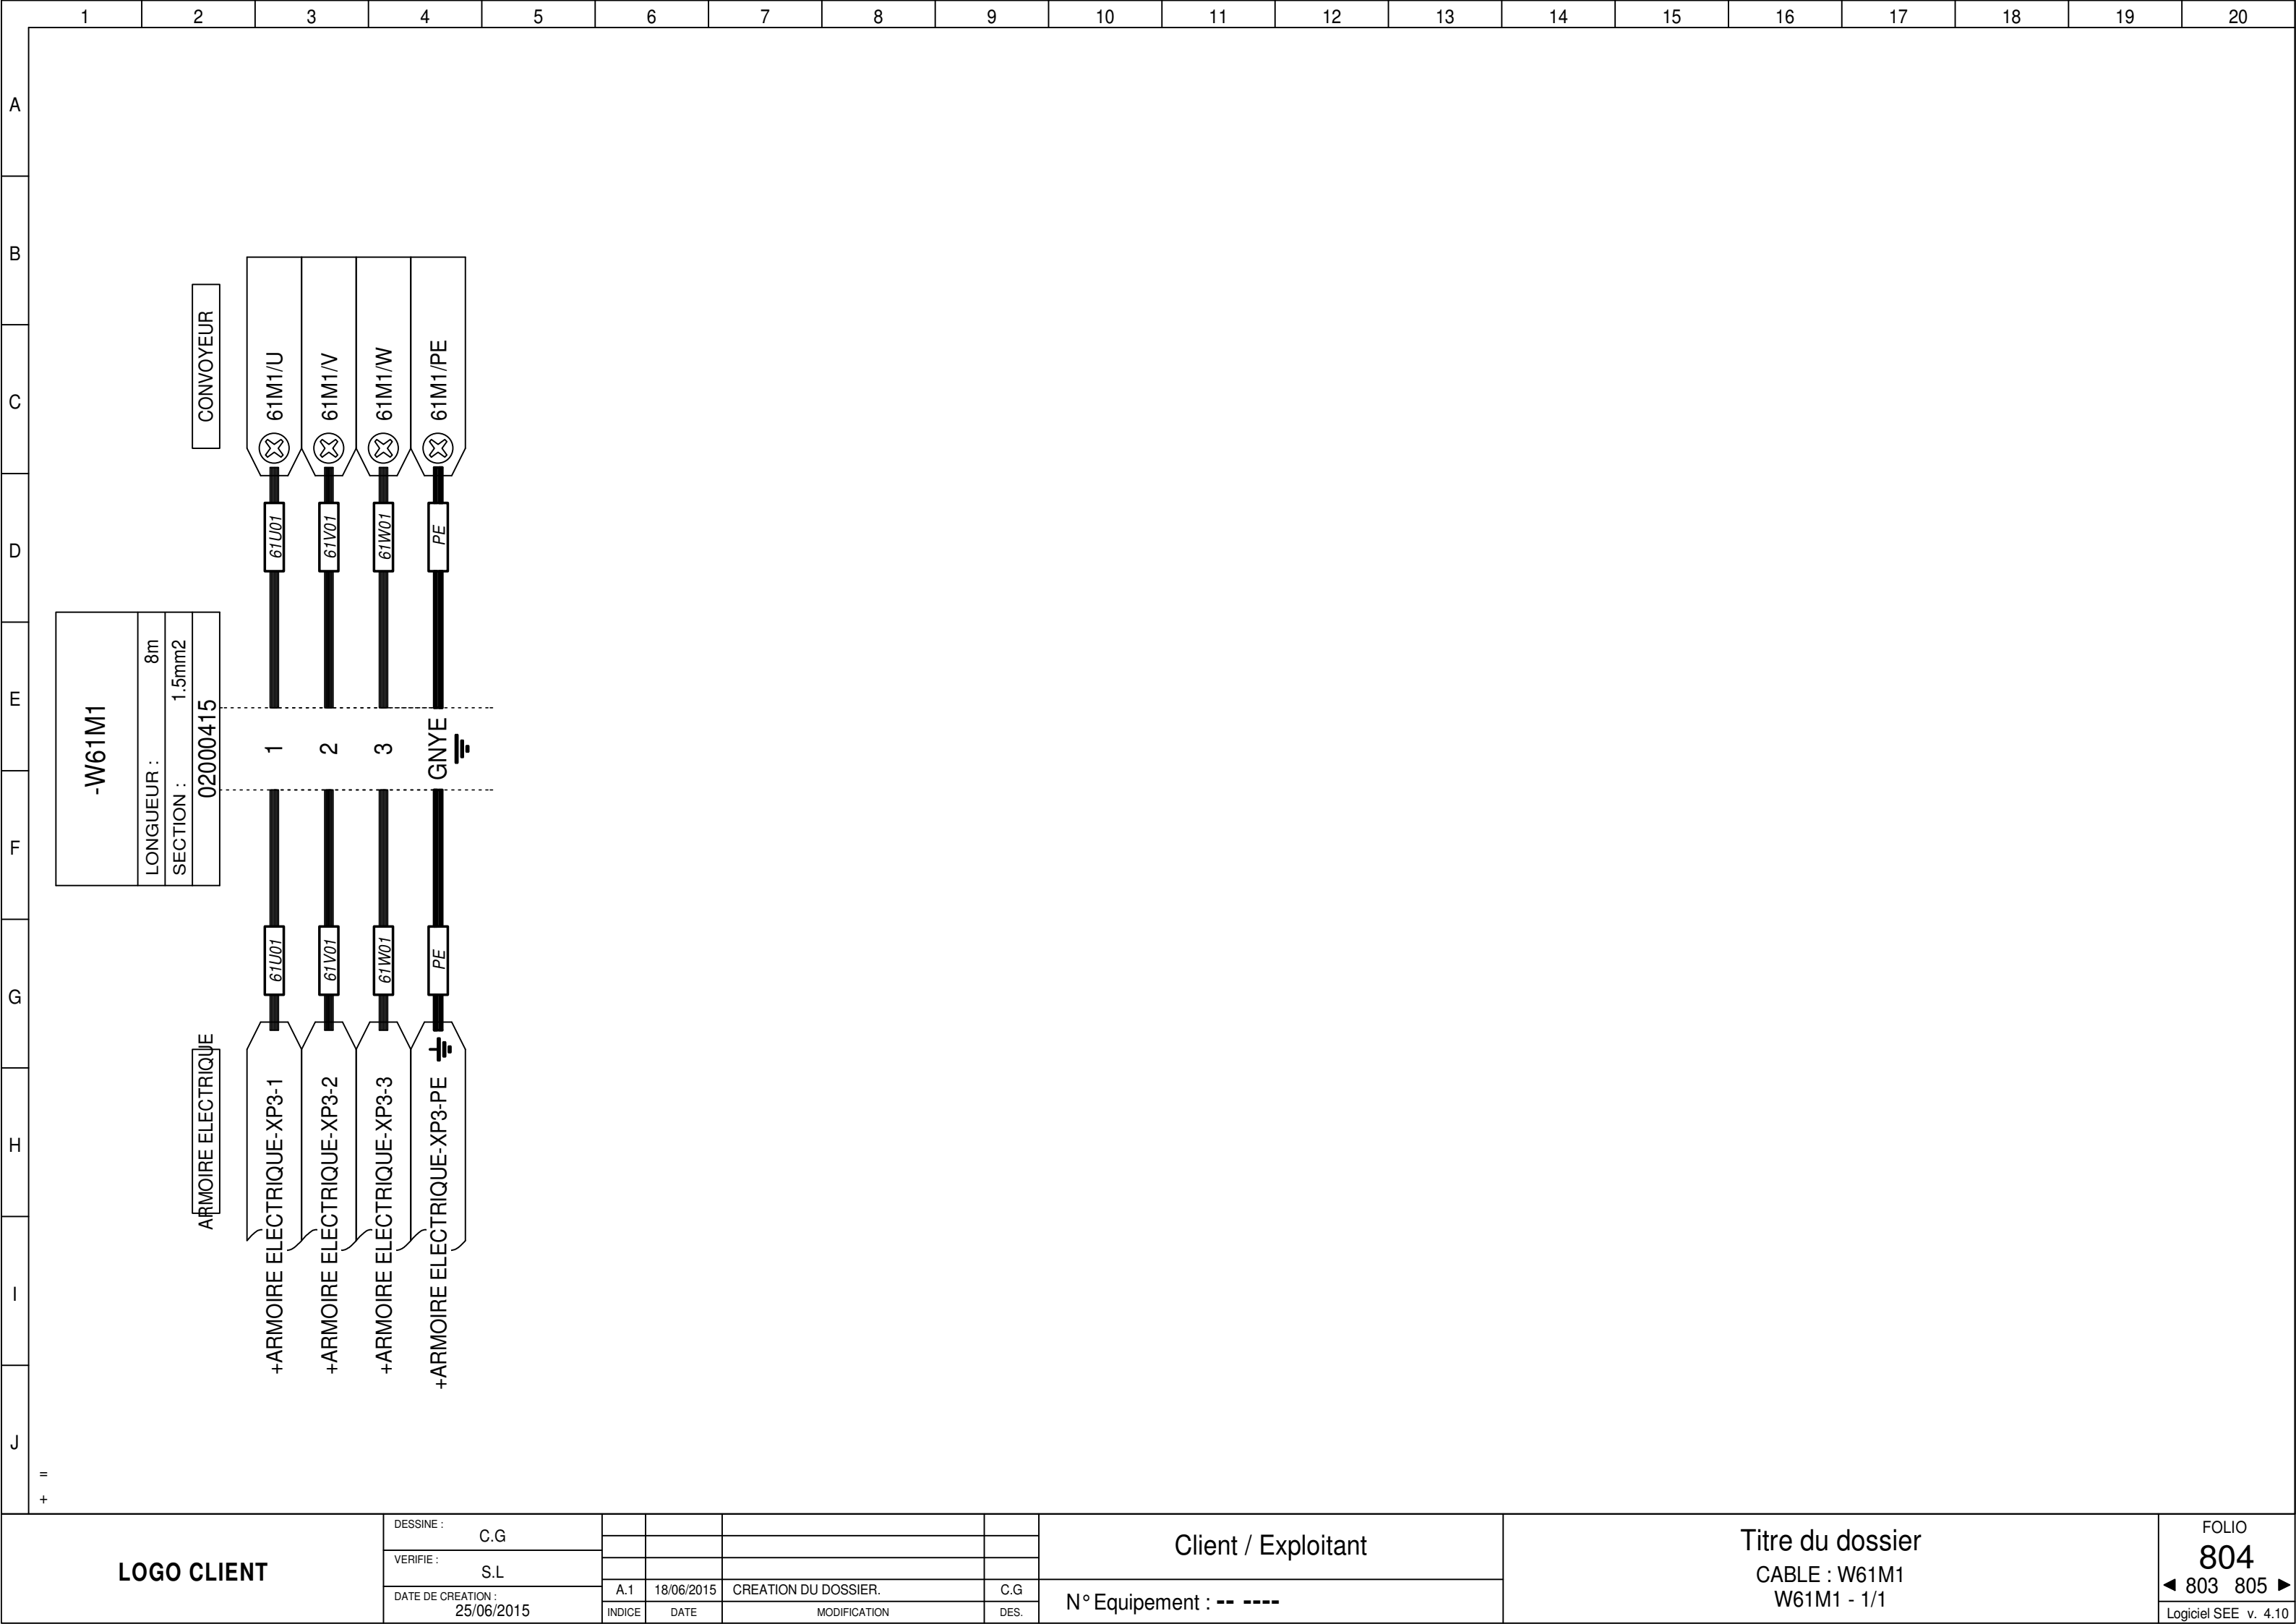 1 2 3 4 5 6 7 8 9 10 11 12 13 14 15 16 17 18 19 20
A
B
C
D
E
F
G
H
I
J
CONVOYEUR
61M1/U
61M1/V
61M1/W
61M1/PE
61U01
61V01
61W01
PE
-W61M1
LONGUEUR : 8m
SECTION : 1.5mm2
02000415
1
2
3
GNYE
61U01
61V01
61W01
PE
ARMOIRE ELECTRIQUE
+ARMOIRE ELECTRIQUE-XP3-1
+ARMOIRE ELECTRIQUE-XP3-2
+ARMOIRE ELECTRIQUE-XP3-3
+ARMOIRE ELECTRIQUE-XP3-PE
=
+
LOGO CLIENT
DESSINE :
C.G
VERIFIE :
S.L
DATE DE CREATION :
25/06/2015
A.1 18/06/2015 CREATION DU DOSSIER. C.G
INDICE DATE MODIFICATION DES.
Client / Exploitant
N° Equipement : -- ----
Titre du dossier
CABLE : W61M1
W61M1 - 1/1
FOLIO
804
◄ 803 805 ►
Logiciel SEE v. 4.10